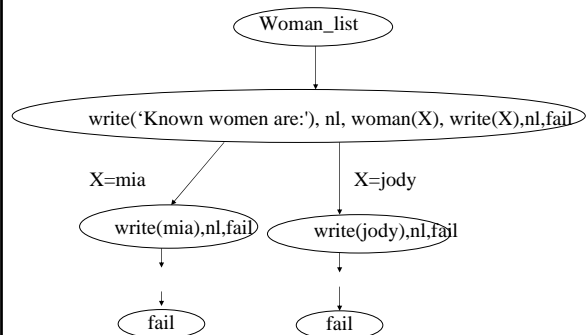 Woman_list
write(‘Known women are:'), nl, woman(X), write(X),nl,fail
X=mia
X=jody
write(mia),nl,fail
write(jody),nl,fail
fail
fail